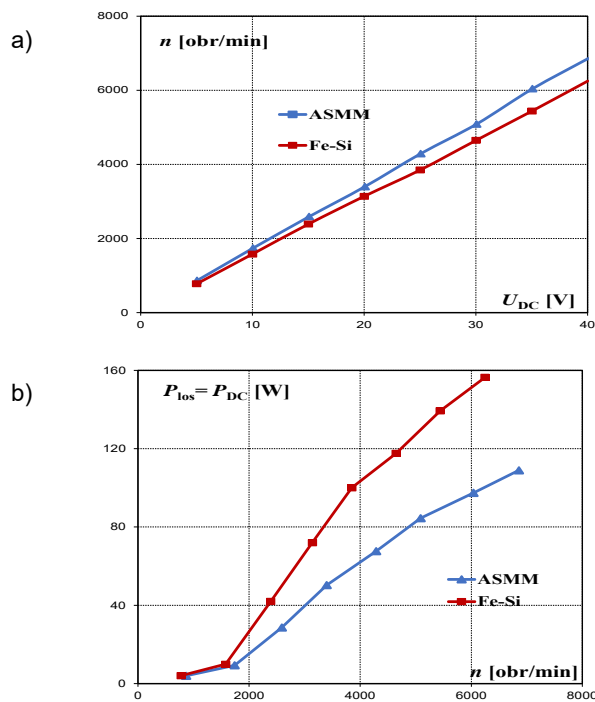 a)
n [obr/min]
8000
6000
4000
2000
0
ASMM
Fe-Si
U_DC [V]
0 10 20 30 40
b)
P_los= P_DC [W]
160
120
80
40
0
ASMM
Fe-Si
n [obr/min]
0 2000 4000 6000 8000